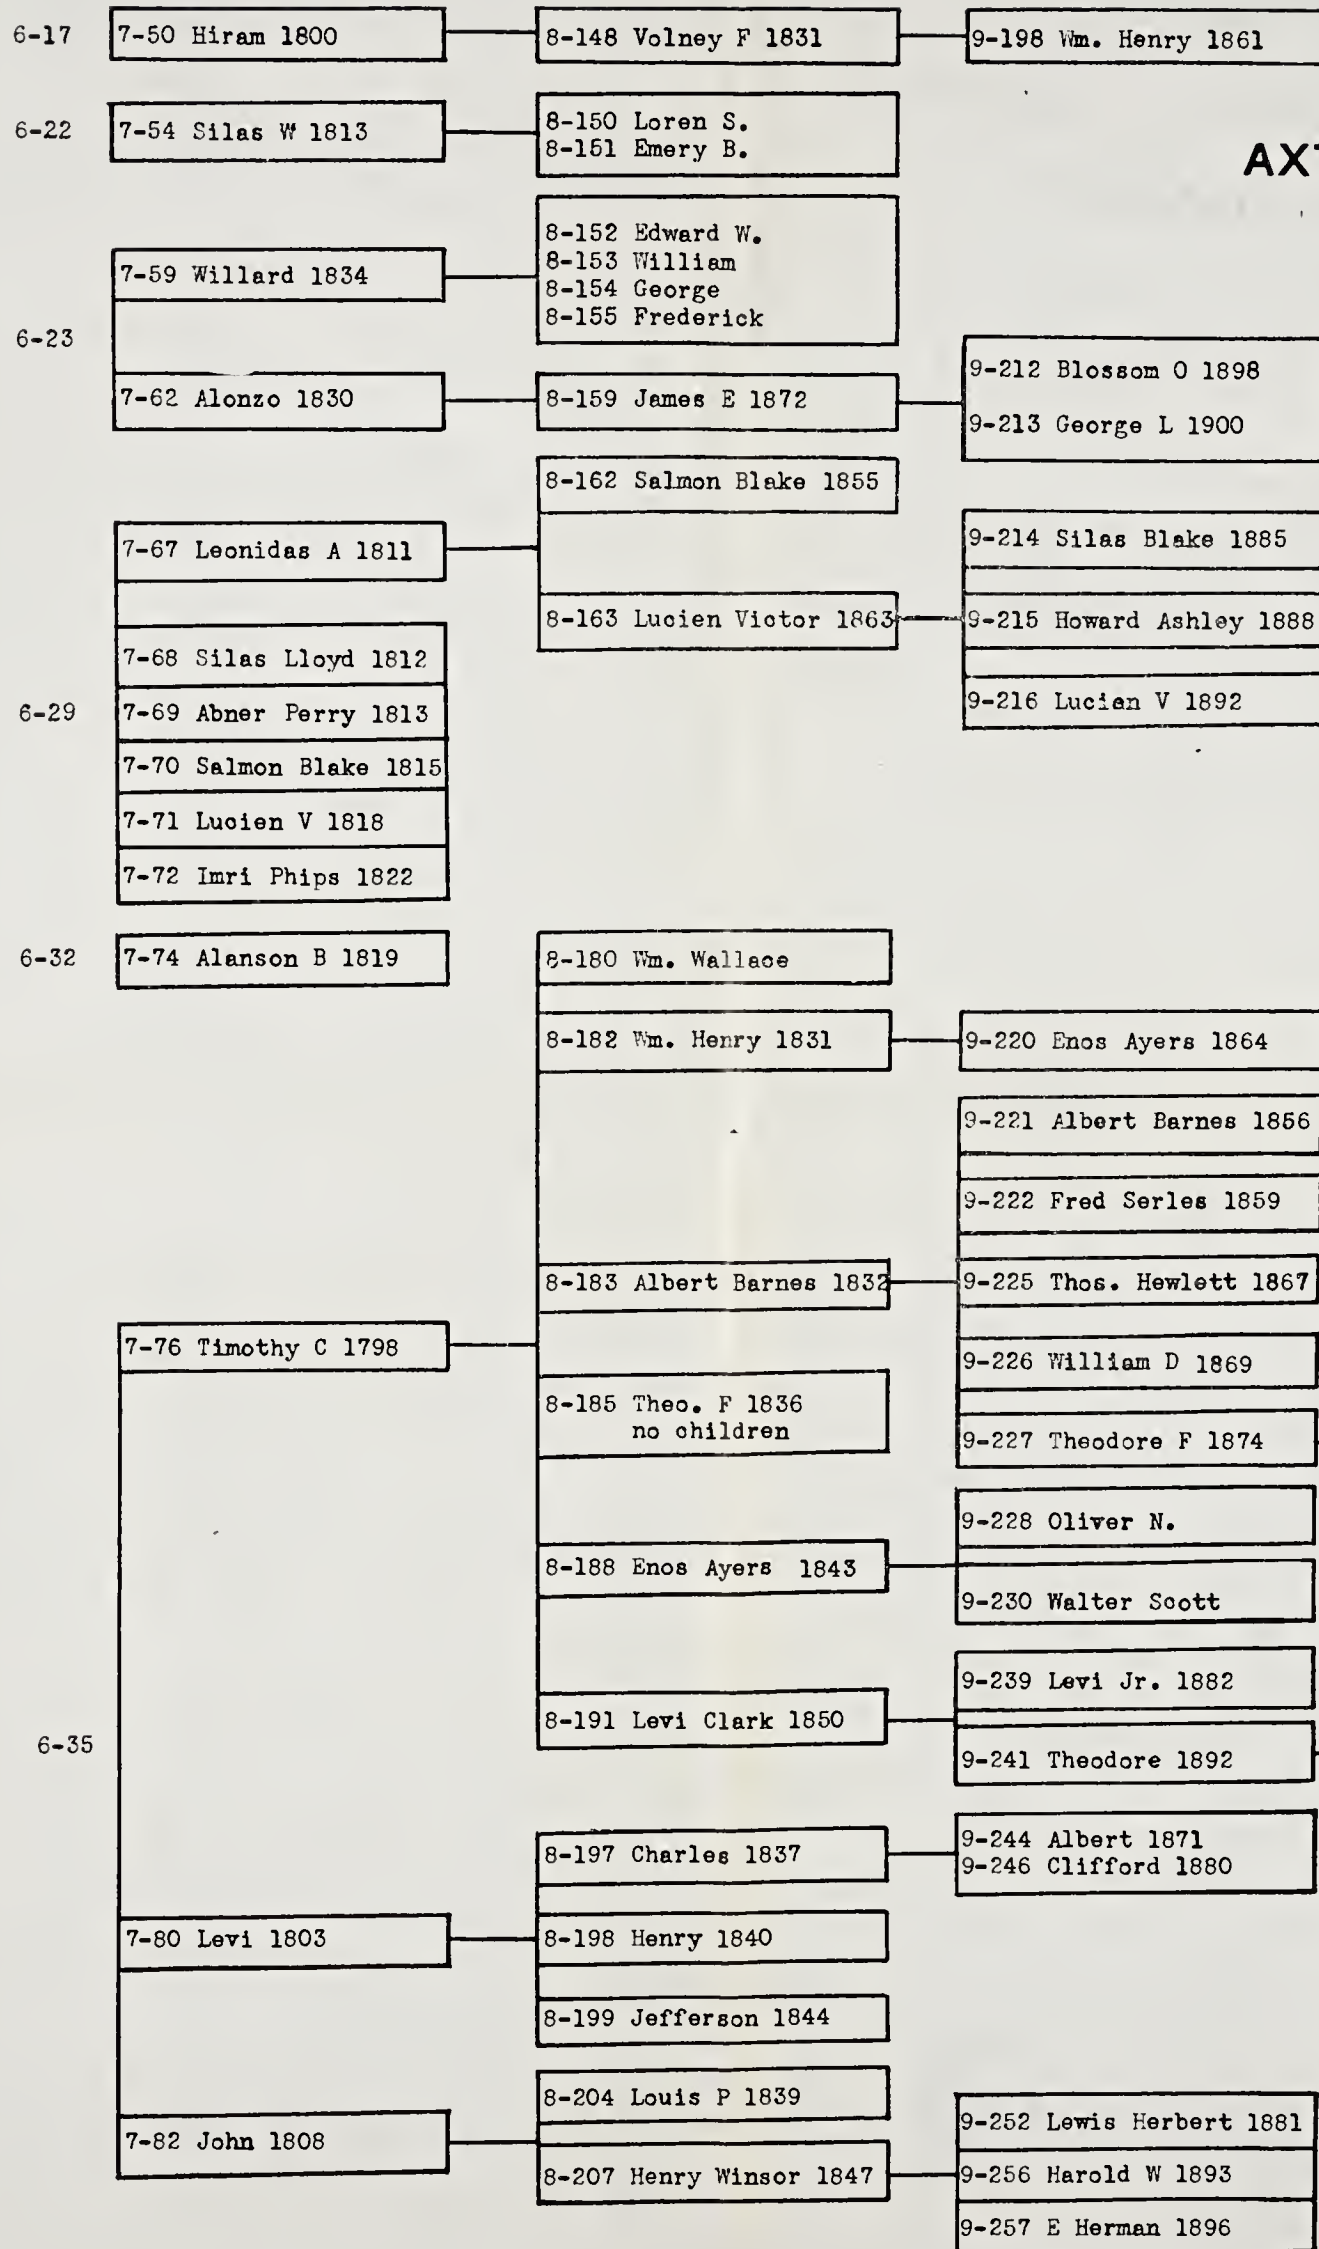 6-17
7-50 Hiram 1800
8-148 Volney F 1831
9-198 Wm. Henry 1861
6-22
7-54 Silas W 1813
8-150 Loren S.
8-151 Emery B.
AXT
7-59 Willard 1834
8-152 Edward W.
8-153 William
8-154 George
8-155 Frederick
6-23
7-62 Alonzo 1830
8-159 James E 1872
9-212 Blossom O 1898
9-213 George L 1900
8-162 Salmon Blake 1855
7-67 Leonidas A 1811
9-214 Silas Blake 1885
8-163 Lucien Victor 1863
9-215 Howard Ashley 1888
9-216 Lucian V 1892
7-68 Silas Lloyd 1812
6-29
7-69 Abner Perry 1813
7-70 Salmon Blake 1815
7-71 Lucien V 1818
7-72 Imri Phips 1822
6-32
7-74 Alanson B 1819
8-180 Wm. Wallace
8-182 Wm. Henry 1831
9-220 Enos Ayers 1864
9-221 Albert Barnes 1856
9-222 Fred Serles 1859
8-183 Albert Barnes 1832
9-225 Thos. Hewlett 1867
7-76 Timothy C 1798
9-226 William D 1869
8-185 Theo. F 1836
no children
9-227 Theodore F 1874
9-228 Oliver N.
8-188 Enos Ayers 1843
9-230 Walter Scott
9-239 Levi Jr. 1882
8-191 Levi Clark 1850
6-35
9-241 Theodore 1892
8-197 Charles 1837
9-244 Albert 1871
9-246 Clifford 1880
7-80 Levi 1803
8-198 Henry 1840
8-199 Jefferson 1844
8-204 Louis P 1839
7-82 John 1808
9-252 Lewis Herbert 1881
8-207 Henry Winsor 1847
9-256 Harold W 1893
9-257 E Herman 1896